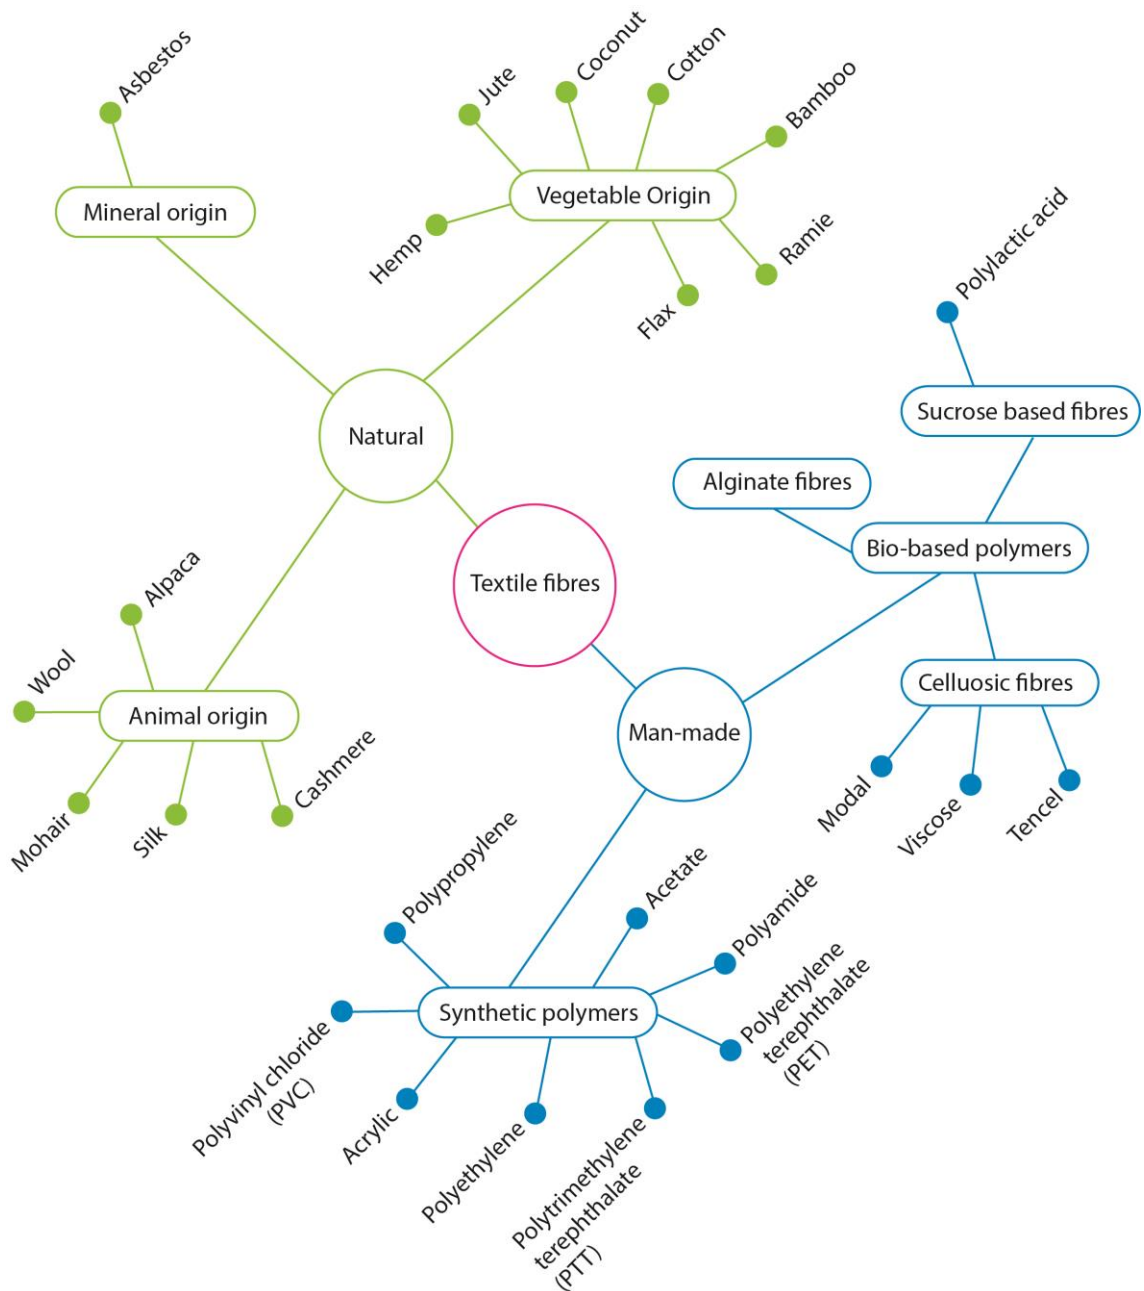 Asbestos
Mineral origin
Jute
Coconut
Cotton
Bamboo
Vegetable Origin
Hemp
Flax
Ramie
Natural
Textile fibres
Polylactic acid
Sucrose based fibres
Alginate fibres
Bio-based polymers
Celluosic fibres
Modal
Viscose
Tencel
Alpaca
Wool
Animal origin
Mohair
Silk
Cashmere
Man-made
Polypropylene
Acetate
Polyamide
Synthetic polymers
Polyethylene
terephthalate
(PET)
Polyvinyl chloride
(PVC)
Acrylic
Polyethylene
Polytrimethylene
terephthalate
(PTT)